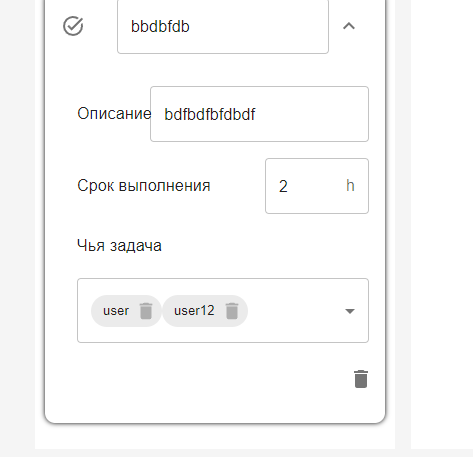 bbdbfdb
Описание bdfbdfbfdbdf
Срок выполнения 2 h
Чья задача
user user12